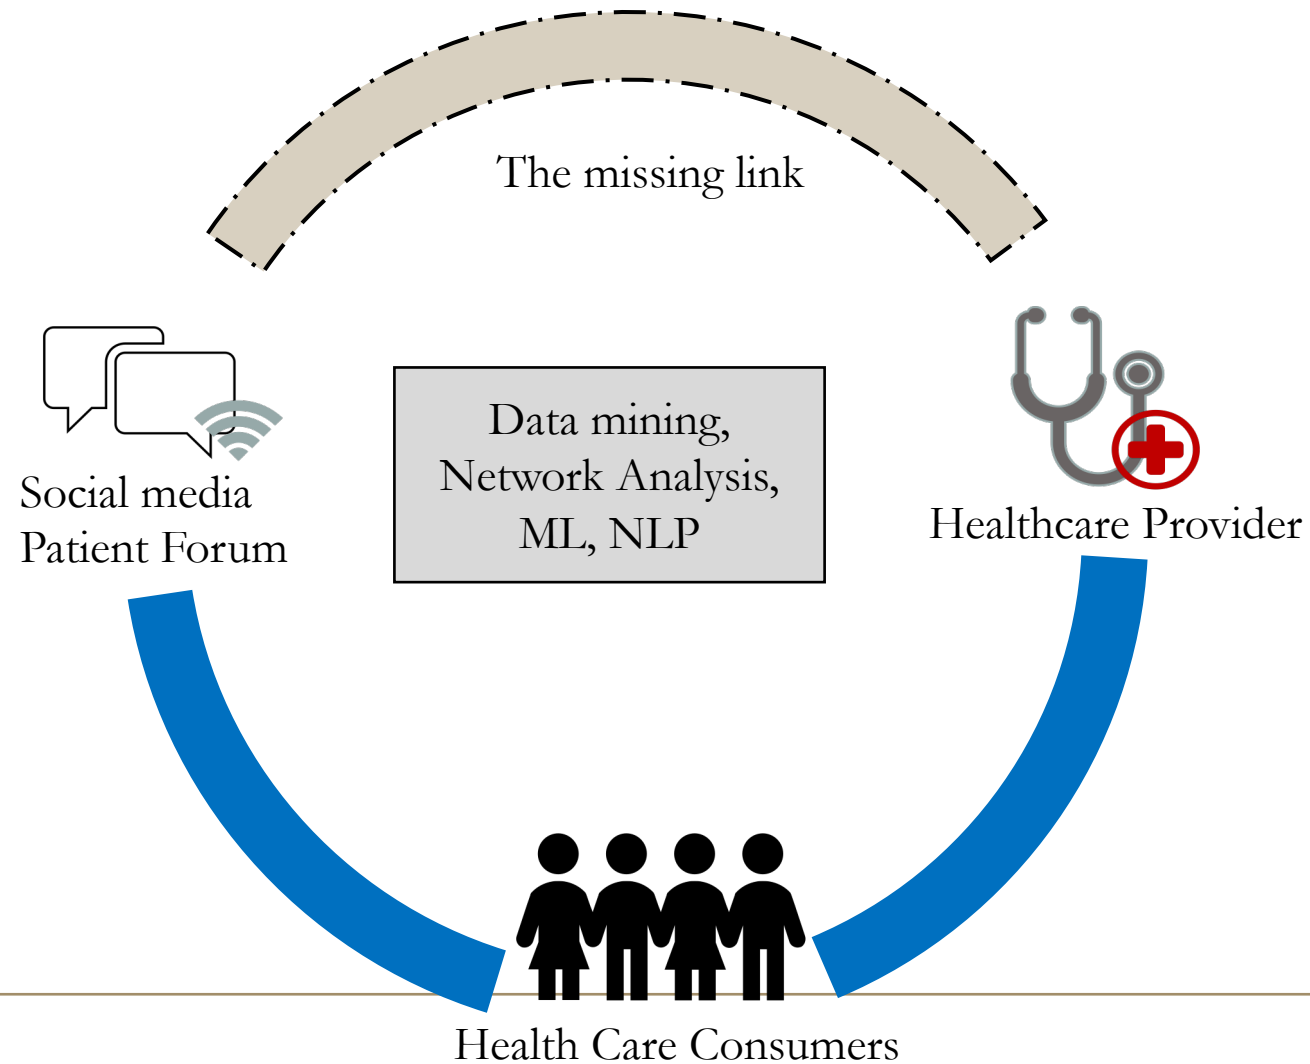 The missing link
Data mining,
Network Analysis,
ML, NLP
Social media
Patient Forum
Healthcare Provider
Health Care Consumers